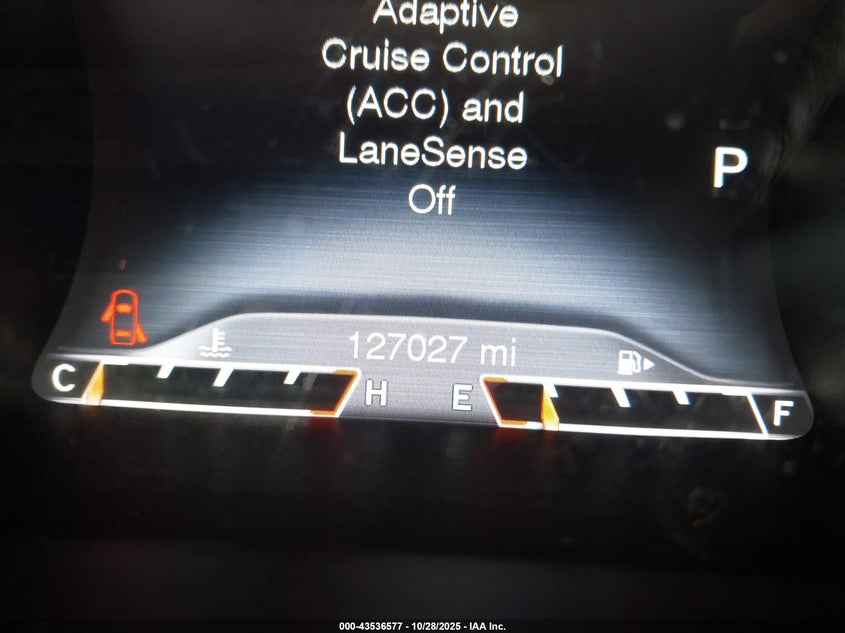 Adaptive
Cruise Control
(ACC) and
LaneSense
Off
P
127027 mi
C
H
E
F
000-43536577 - 10/28/2025 - IAA Inc.